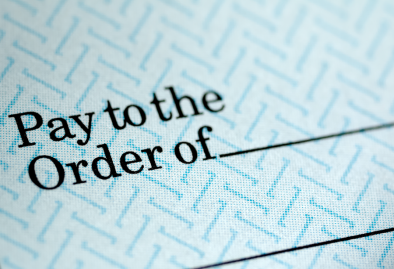 Pay to the
Order of